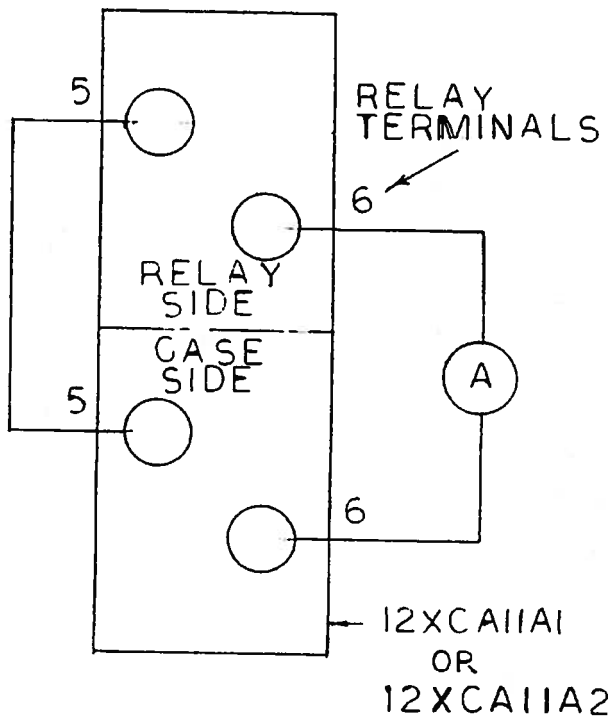 5
RELAY
TERMINALS
6
RELAY
SIDE
CASE
SIDE
5
A
6
12XCA11A1
OR
12XCA11A2